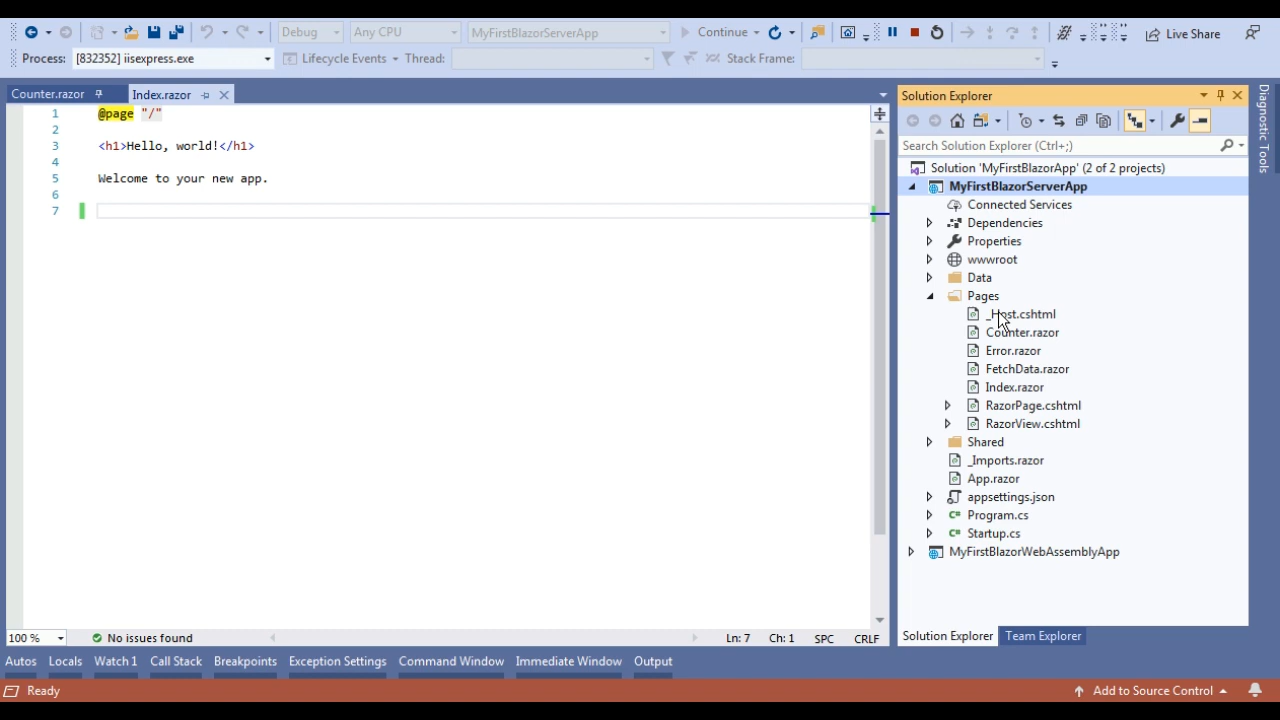 Debug Any CPU MyFirstBlazorServerApp Continue Live Share
Process: [832352] iisexpress.exe Lifecycle Events Thread: Stack Frame:
Counter.razor Index.razor
1 @page "/"
2
3 <h1>Hello, world!</h1>
4
5 Welcome to your new app.
6
7
100 % No issues found Ln: 7 Ch: 1 SPC CRLF
Solution Explorer
Search Solution Explorer (Ctrl+;)
Solution 'MyFirstBlazorApp' (2 of 2 projects)
MyFirstBlazorServerApp
Connected Services
Dependencies
Properties
wwwroot
Data
Pages
_Host.cshtml
Counter.razor
Error.razor
FetchData.razor
Index.razor
RazorPage.cshtml
RazorView.cshtml
Shared
_Imports.razor
App.razor
appsettings.json
Program.cs
Startup.cs
MyFirstBlazorWebAssemblyApp
Solution Explorer Team Explorer
Diagnostic Tools
Autos Locals Watch 1 Call Stack Breakpoints Exception Settings Command Window Immediate Window Output
Ready Add to Source Control